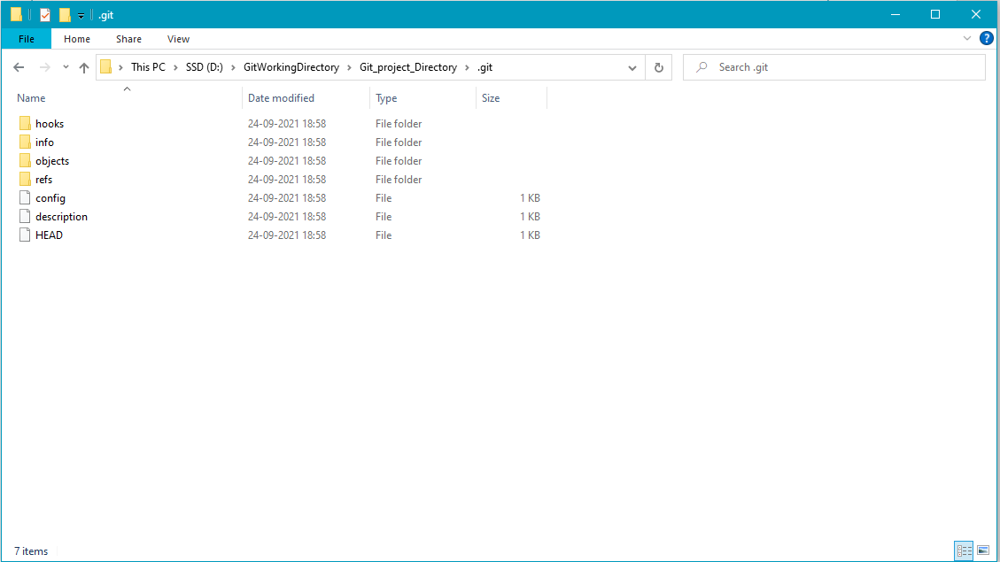 .git
File Home Share View
This PC SSD (D:) GitWorkingDirectory Git_project_Directory .git Search .git
Name Date modified Type Size
hooks 24-09-2021 18:58 File folder
info 24-09-2021 18:58 File folder
objects 24-09-2021 18:58 File folder
refs 24-09-2021 18:58 File folder
config 24-09-2021 18:58 File 1 KB
description 24-09-2021 18:58 File 1 KB
HEAD 24-09-2021 18:58 File 1 KB
7 items